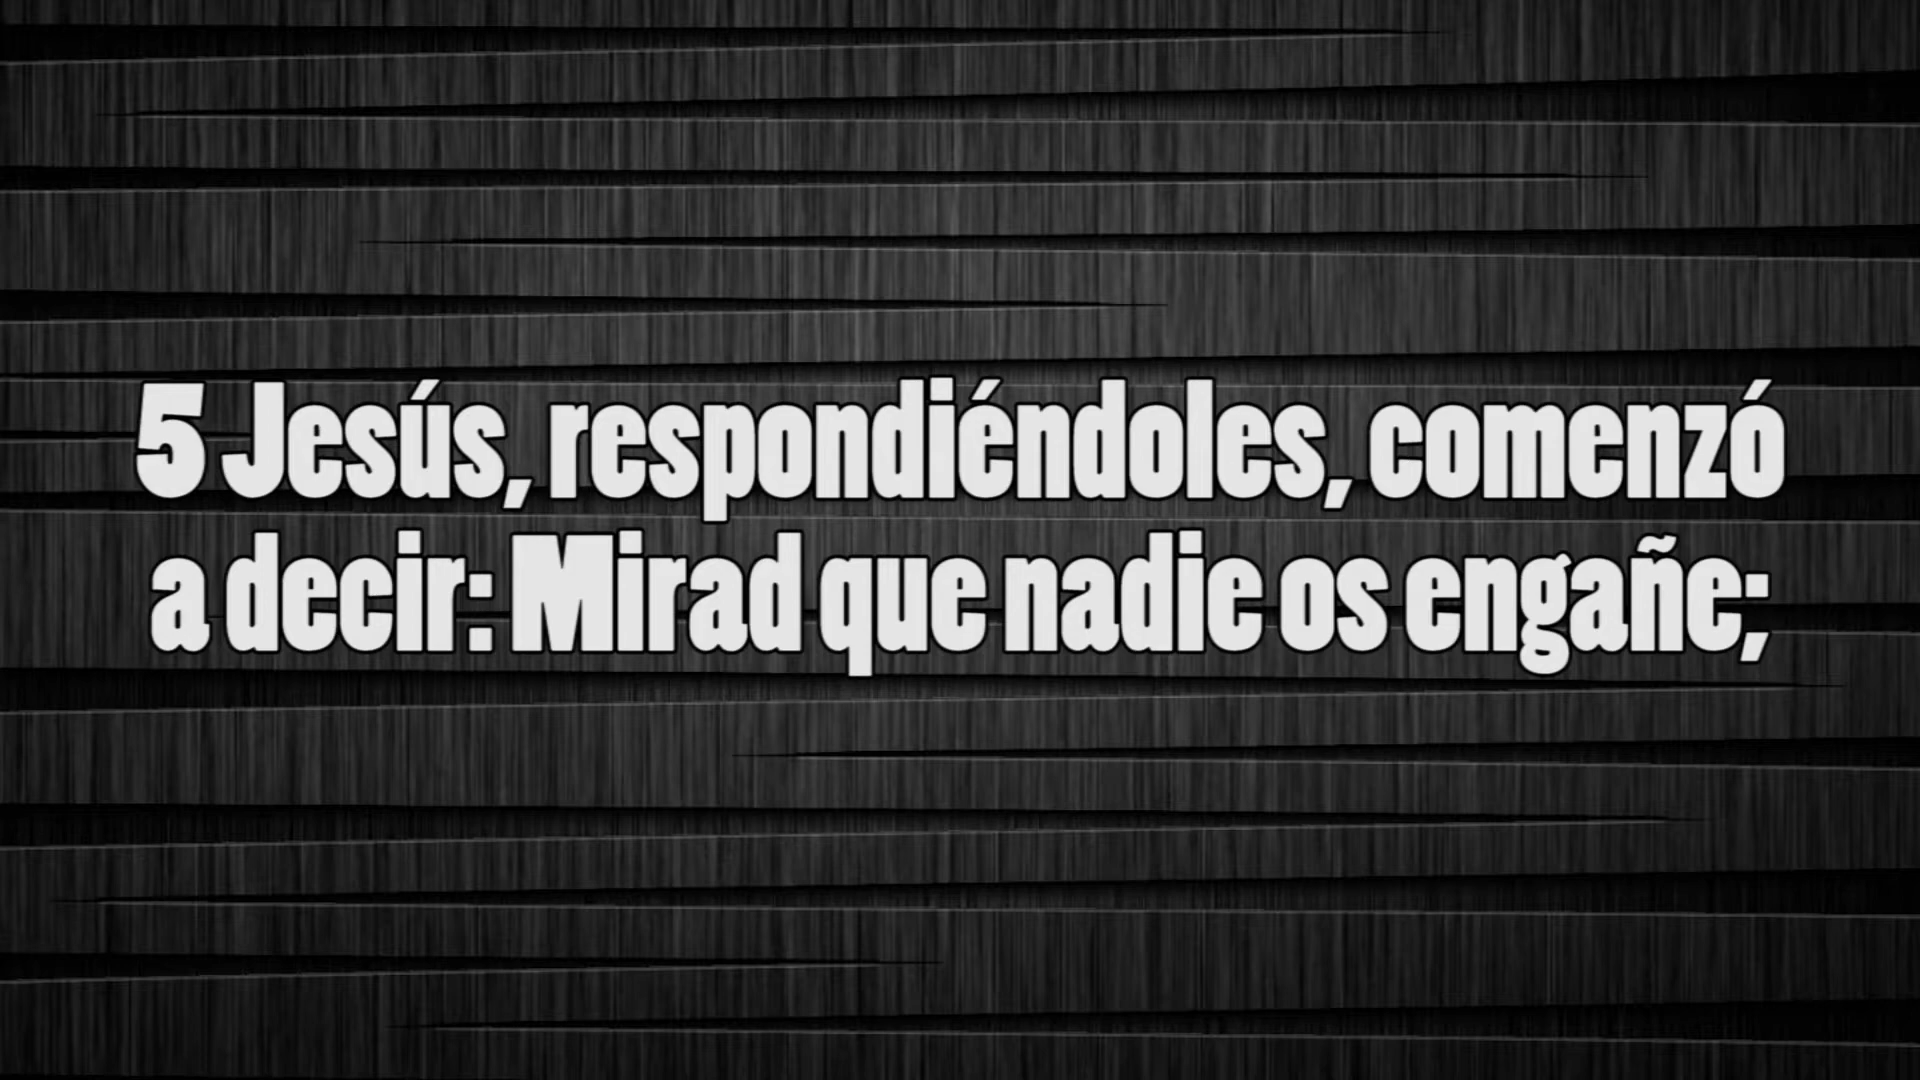 5 Jesús, respondiéndoles, comenzó
a decir: Mirad que nadie os engañe;